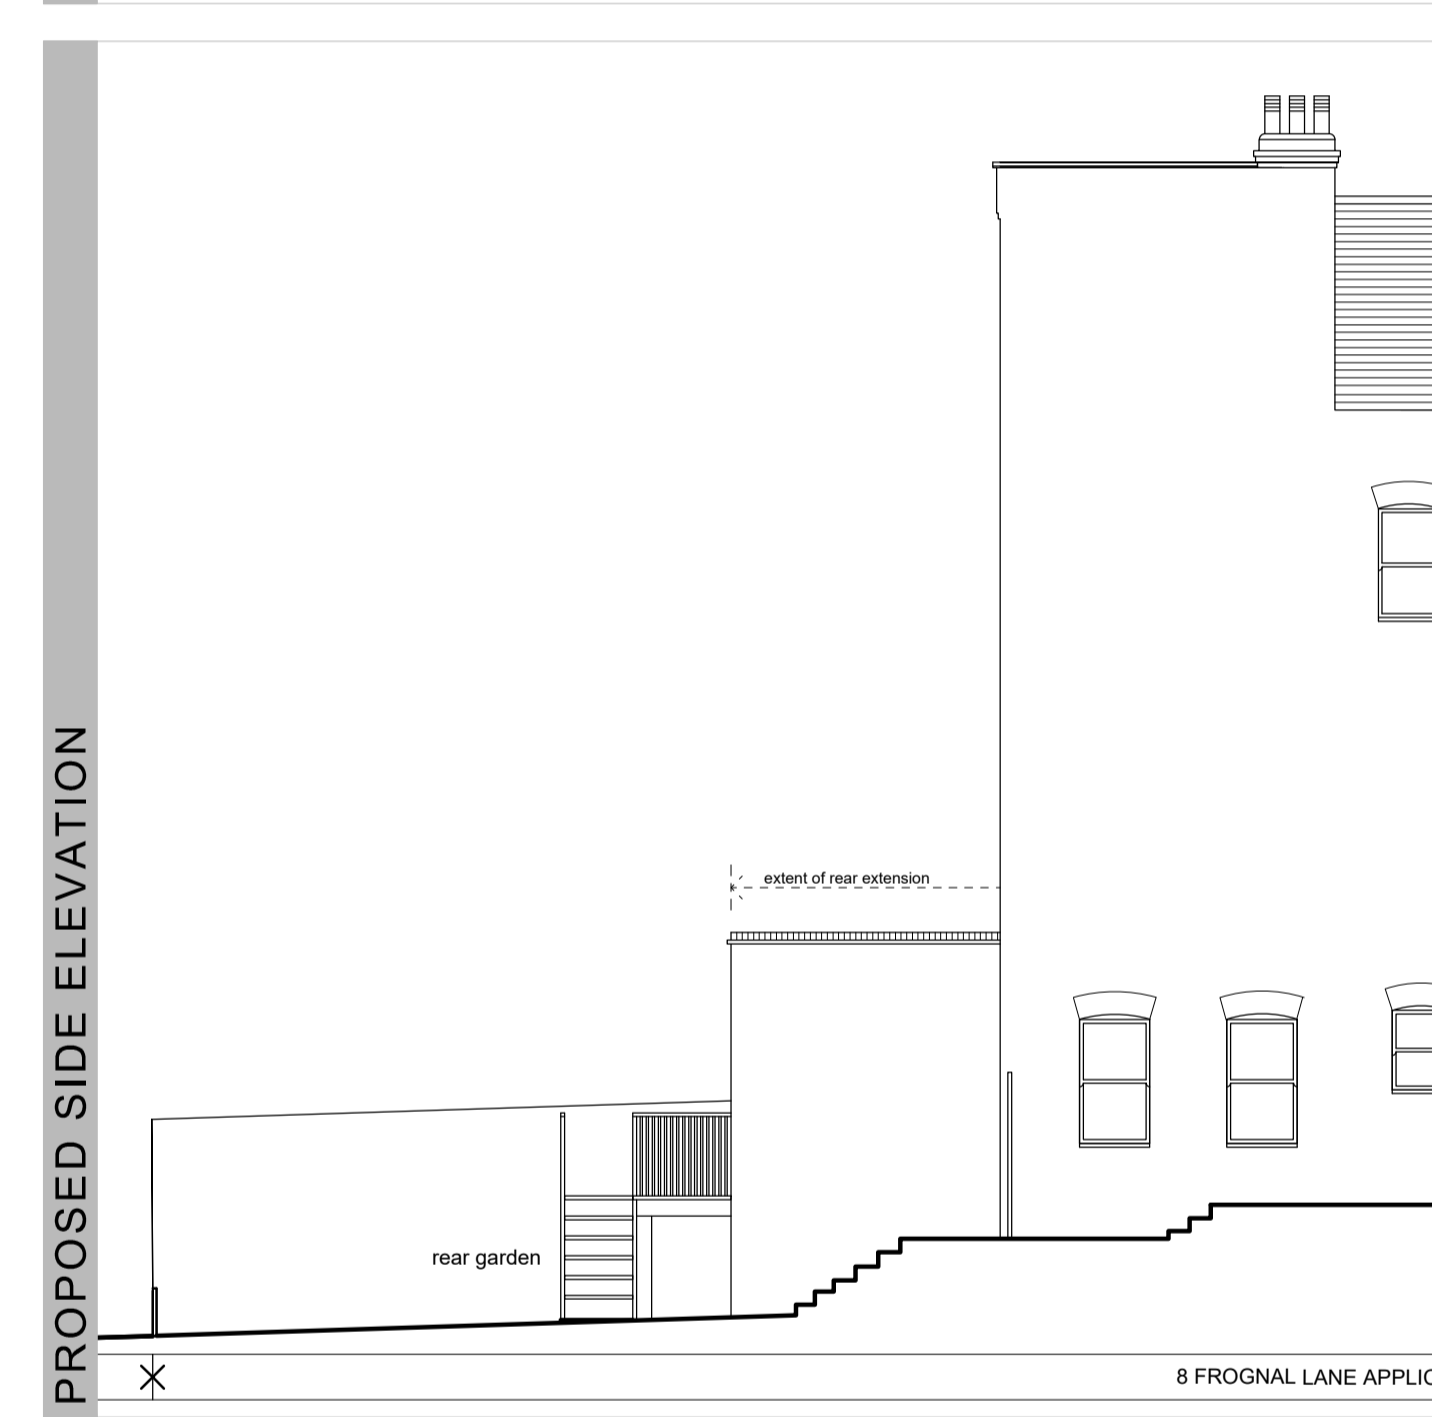 PROPOSED SIDE ELEVATION
extent of rear extension
rear garden
8 FROGNAL LANE